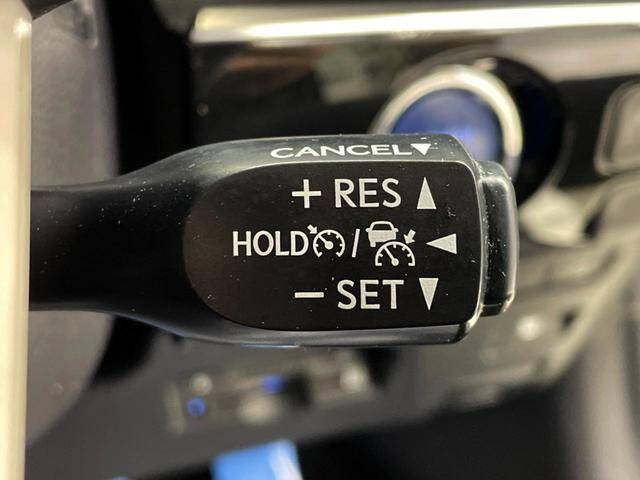 CANCEL▼
+ RES ▲
HOLD / ◀
− SET ▼